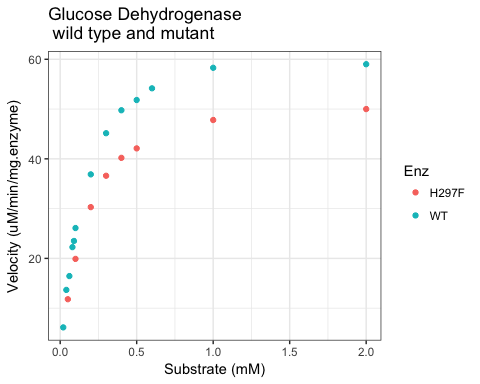 Glucose Dehydrogenase
wild type and mutant
60
40
20
Velocity (uM/min/mg.enzyme)
0.0 0.5 1.0 1.5 2.0
Substrate (mM)
Enz
H297F
WT